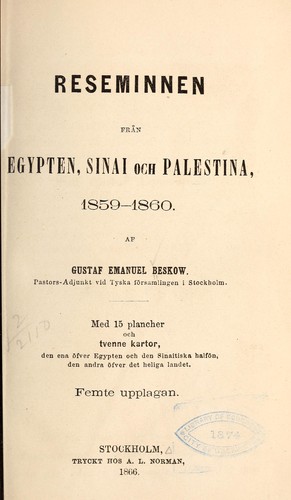 RESEMINNEN
FRÅN
EGYPTEN, SINAI OCH PALESTINA,
1859–1860.
AF
GUSTAF EMANUEL BESKOW.
Pastors-Adjunkt vid Tyska församlingen i Stockholm.
Med 15 plancher
och
tvenne kartor,
den ena öfver Egypten och den Sinaitiska halfön,
den andra öfver det heliga landet.
Femte upplagan.
STOCKHOLM,
TRYCKT HOS A. L. NORMAN,
1866.